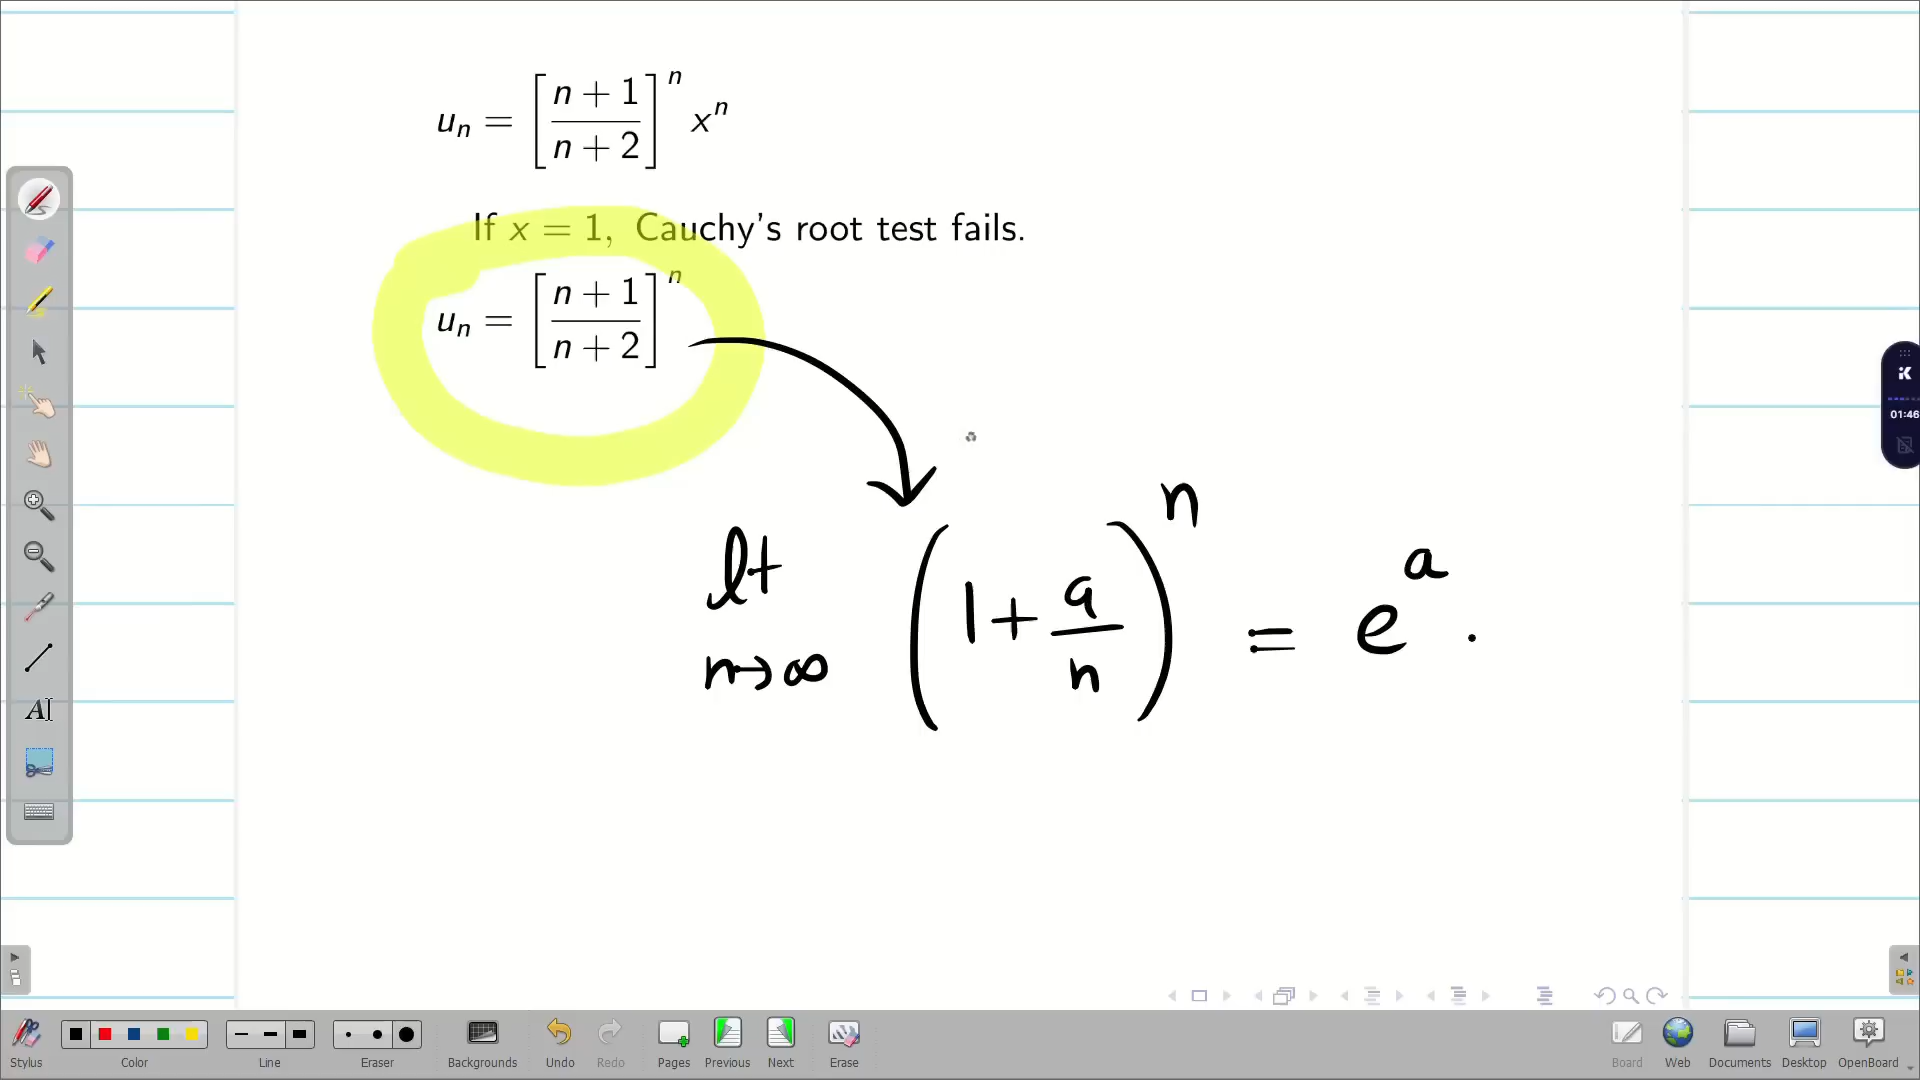 u_n = [n + 1 / n + 2]^n x^n
If x = 1, Cauchy's root test fails.
u_n = [n + 1 / n + 2]^n
lt n→∞ (1 + a/n)^n = e^a .
01:46
Stylus Color Line Eraser Backgrounds Undo Redo Pages Previous Next Erase Board Web Documents Desktop OpenBoard